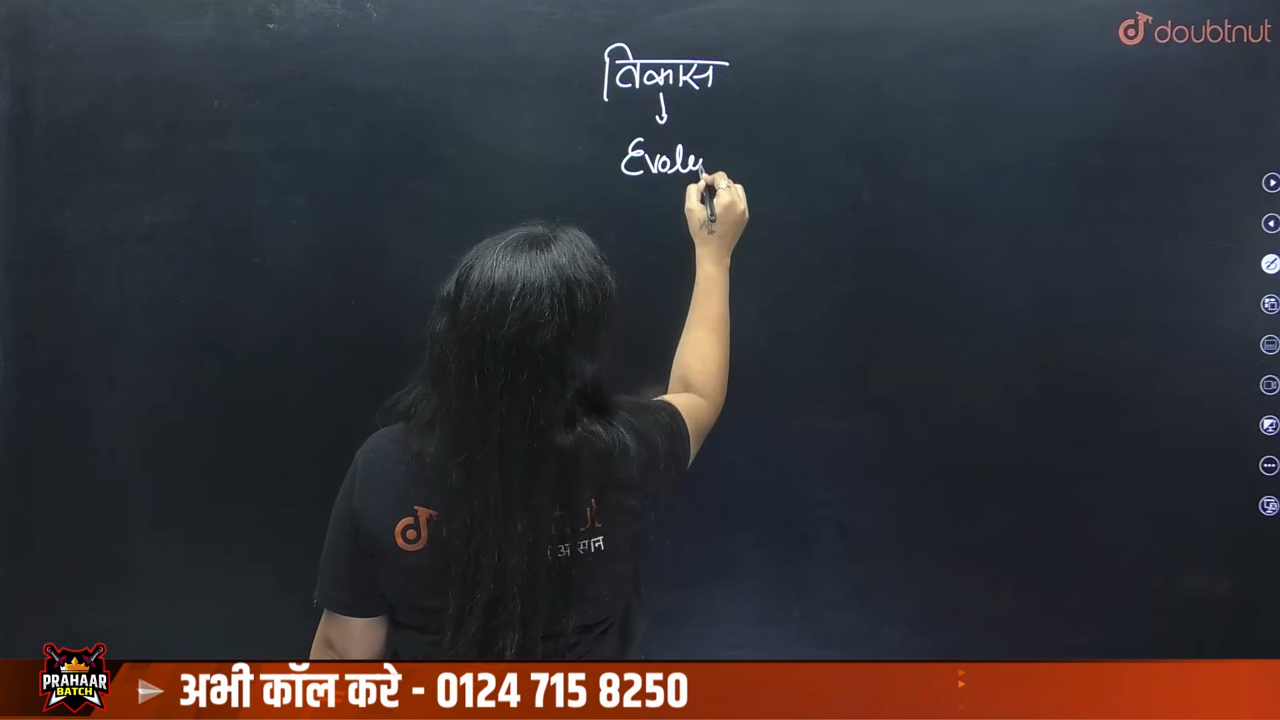 doubtnut
विकास
Evolu
PRAHAAR
BATCH
अभी कॉल करे - 0124 715 8250